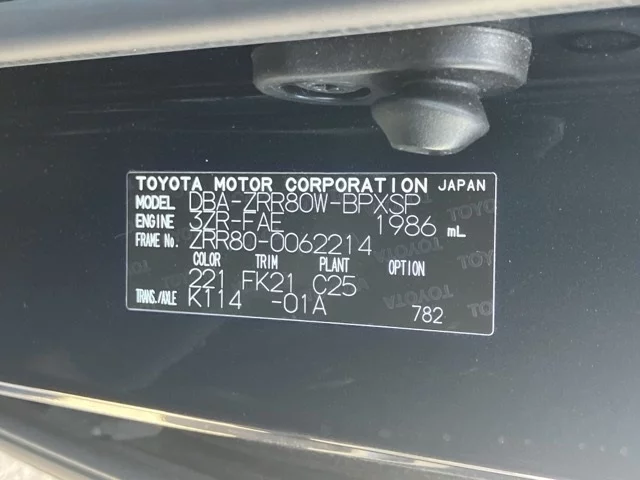 TOYOTA MOTOR CORPORATION JAPAN
MODEL DBA-ZRR80W-BPXSP
ENGINE 3ZR-FAE 1986 mL
FRAME No. ZRR80-0062214
COLOR TRIM PLANT OPTION
221 FK21 C25
TRANS./AXLE K114 -01A
782